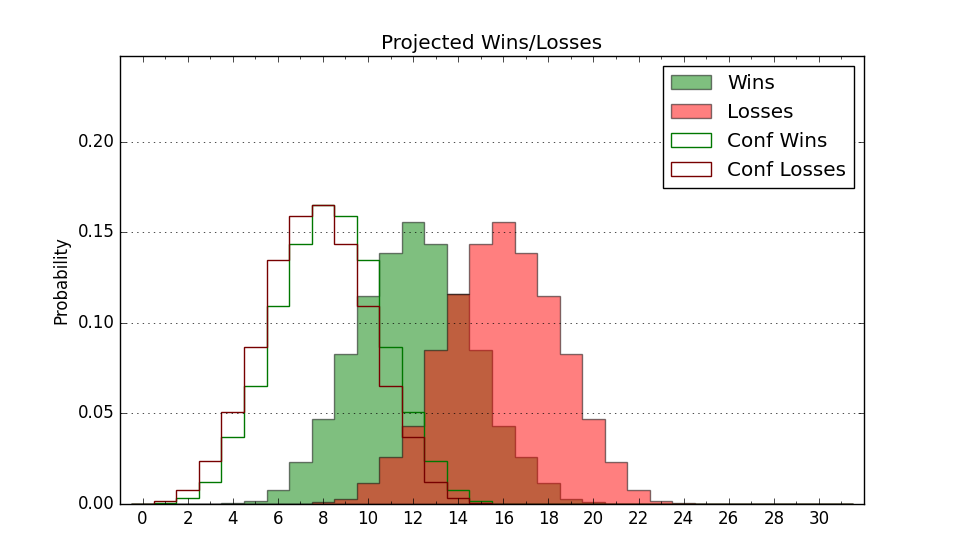 Projected Wins/Losses
Wins
Losses
Conf Wins
Conf Losses
Probability
0.20
0.15
0.10
0.05
0.00
0 2 4 6 8 10 12 14 16 18 20 22 24 26 28 30